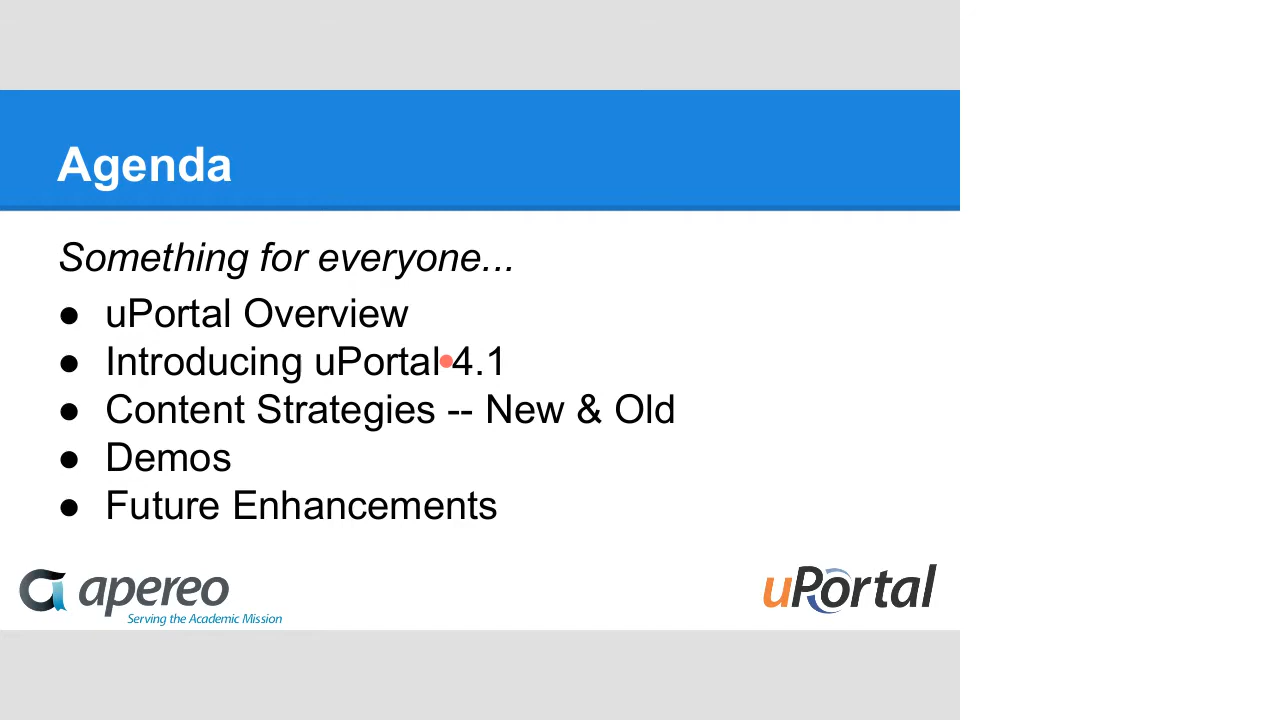 Agenda
Something for everyone...
● uPortal Overview
● Introducing uPortal 4.1
● Content Strategies -- New & Old
● Demos
● Future Enhancements
apereo
Serving the Academic Mission
uPortal